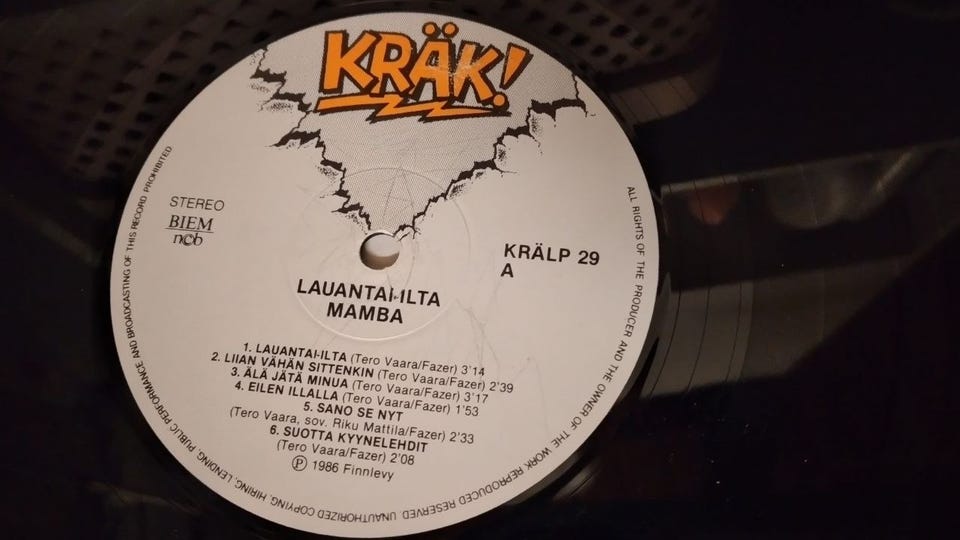 KRÄK!
STEREO
BIEM
ncb
KRÄLP 29
A
LAUANTAI-ILTA
MAMBA
1. LAUANTAI-ILTA (Tero Vaara/Fazer) 3'14
2. LIIAN VÄHÄN SITTENKIN (Tero Vaara/Fazer) 2'39
3. ÄLÄ JÄTÄ MINUA (Tero Vaara/Fazer) 3'17
4. EILEN ILLALLA (Tero Vaara/Fazer) 1'53
5. SANO SE NYT
(Tero Vaara, sov. Riku Mattila/Fazer) 2'33
6. SUOTTA KYYNELEHDIT
(Tero Vaara/Fazer) 2'08
Ⓟ 1986 Finnlevy
ALL RIGHTS OF THE PRODUCER AND THE OWNER OF THE WORK REPRODUCED RESERVED. UNAUTHORIZED COPYING, HIRING, LENDING, PUBLIC PERFORMANCE AND BROADCASTING OF THIS RECORD PROHIBITED